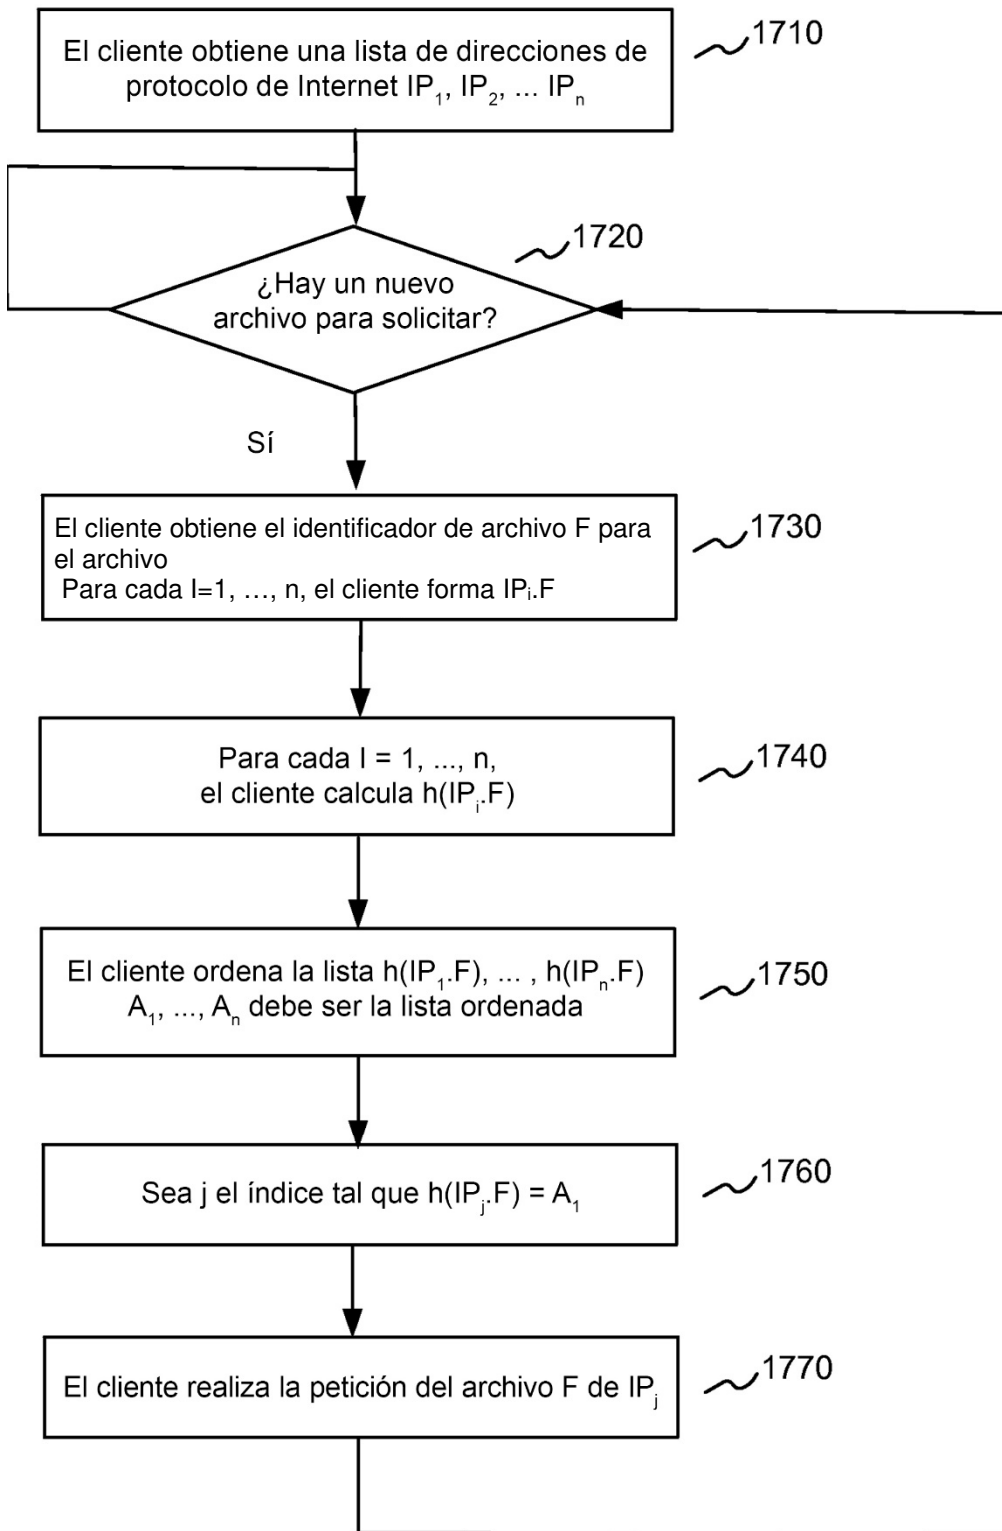 El cliente obtiene una lista de direcciones de
protocolo de Internet IP₁, IP₂, ... IPₙ
1710
1720
¿Hay un nuevo
archivo para solicitar?
Sí
El cliente obtiene el identificador de archivo F para
el archivo
Para cada I=1, …, n, el cliente forma IPᵢ.F
1730
Para cada I = 1, ..., n,
el cliente calcula h(IPᵢ.F)
1740
El cliente ordena la lista h(IP₁.F), ... , h(IPₙ.F)
A₁, ..., Aₙ debe ser la lista ordenada
1750
Sea j el índice tal que h(IPⱼ.F) = A₁
1760
El cliente realiza la petición del archivo F de IPⱼ
1770